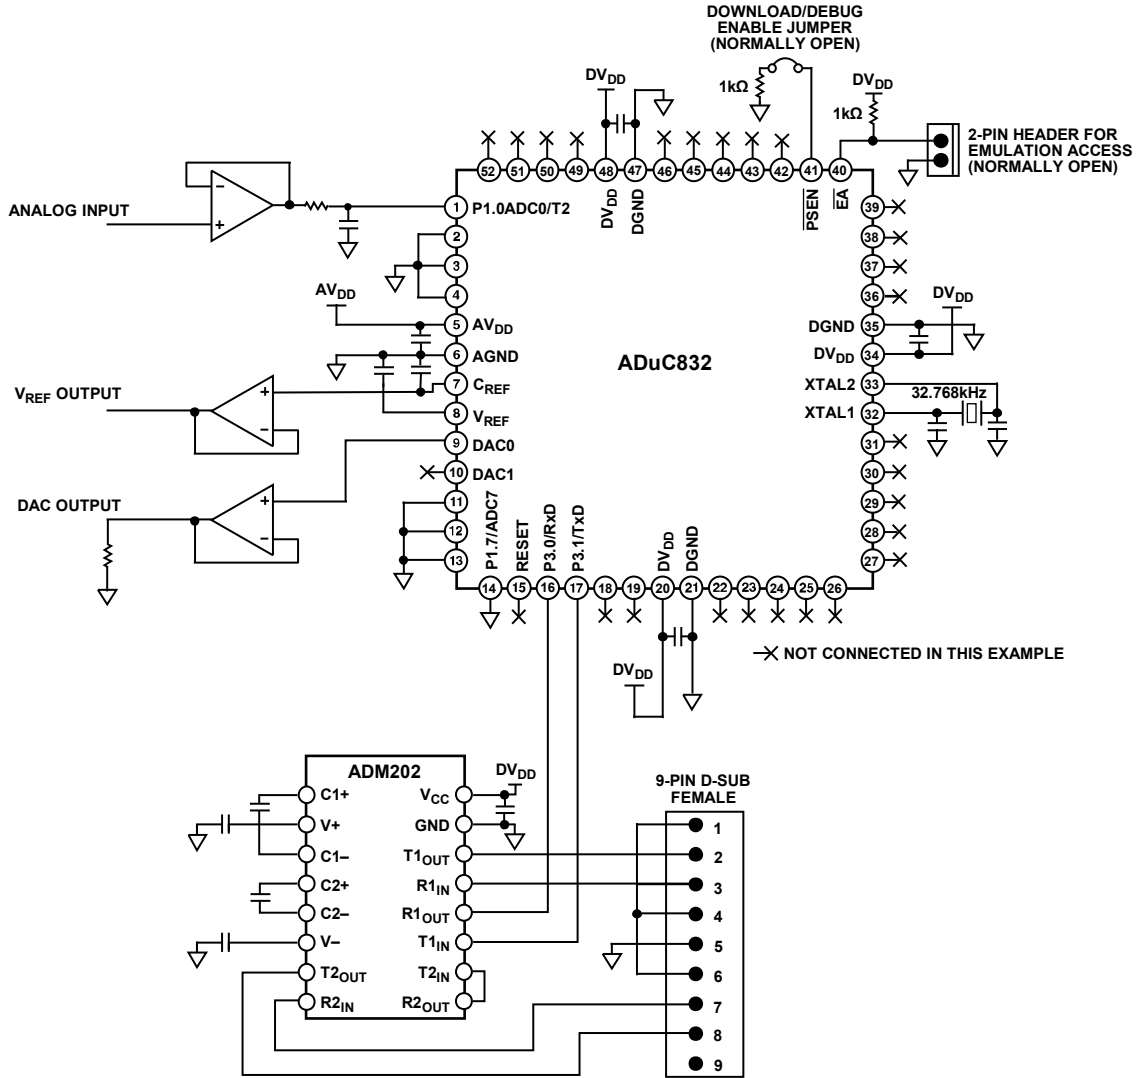 DOWNLOAD/DEBUG
ENABLE JUMPER
(NORMALLY OPEN)
DVDD
1kΩ
DVDD
1kΩ
2-PIN HEADER FOR
EMULATION ACCESS
(NORMALLY OPEN)
52 51 50 49 48 47 46 45 44 43 42 41 40
DVDD
DGND
PSEN
EA
ANALOG INPUT
1 P1.0ADC0/T2
2
3
4
AVDD
5 AVDD
6 AGND
7 CREF
8 VREF
9 DAC0
10 DAC1
11
12
13
VREF OUTPUT
DAC OUTPUT
– +
+ –
+ –
ADuC832
39
38
37
36
DVDD
DGND 35
DVDD 34
XTAL2 33
32.768kHz
XTAL1 32
31
30
29
28
27
P1.7/ADC7
RESET
P3.0/RxD
P3.1/TxD
DVDD
DGND
14 15 16 17 18 19 20 21 22 23 24 25 26
NOT CONNECTED IN THIS EXAMPLE
DVDD
ADM202
DVDD
C1+
V+
C1–
C2+
C2–
V–
T2OUT
R2IN
VCC
GND
T1OUT
R1IN
R1OUT
T1IN
T2IN
R2OUT
9-PIN D-SUB
FEMALE
1
2
3
4
5
6
7
8
9